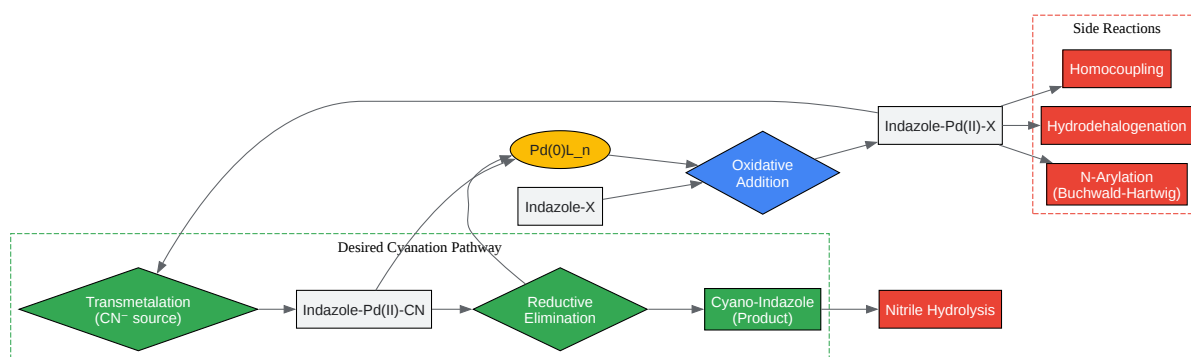 Side Reactions
Homocoupling
Hydrodehalogenation
N-Arylation
(Buchwald-Hartwig)
Indazole-Pd(II)-X
Pd(0)L_n
Oxidative
Addition
Indazole-X
Desired Cyanation Pathway
Transmetalation
(CN⁻ source)
Indazole-Pd(II)-CN
Reductive
Elimination
Cyano-Indazole
(Product)
Nitrile Hydrolysis